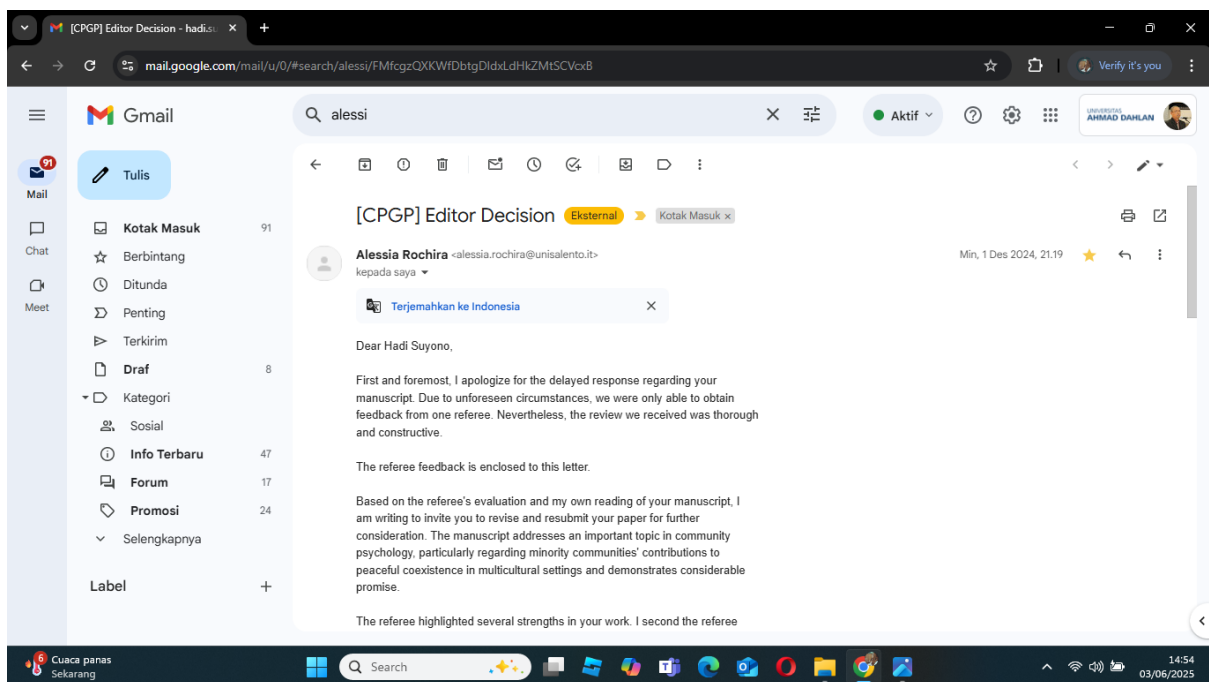 [CPGP] Editor Decision - hadi.su
mail.google.com/mail/u/0/#search/alessi/FMfcgzQXKWfDbtgDldxLdHkZMtSCVcxB
Verify it's you
Gmail
alessi
Aktif
UNIVERSITAS
AHMAD DAHLAN
91
Mail
Chat
Meet
Tulis
Kotak Masuk 91
Berbintang
Ditunda
Penting
Terkirim
Draf 8
Kategori
Sosial
Info Terbaru 47
Forum 17
Promosi 24
Selengkapnya
Label
[CPGP] Editor Decision Eksternal Kotak Masuk x
Alessia Rochira <alessia.rochira@unisalento.it> Min, 1 Des 2024, 21.19
kepada saya
Terjemahkan ke Indonesia
Dear Hadi Suyono,
First and foremost, I apologize for the delayed response regarding your
manuscript. Due to unforeseen circumstances, we were only able to obtain
feedback from one referee. Nevertheless, the review we received was thorough
and constructive.
The referee feedback is enclosed to this letter.
Based on the referee's evaluation and my own reading of your manuscript, I
am writing to invite you to revise and resubmit your paper for further
consideration. The manuscript addresses an important topic in community
psychology, particularly regarding minority communities' contributions to
peaceful coexistence in multicultural settings and demonstrates considerable
promise.
The referee highlighted several strengths in your work. I second the referee
6
Cuaca panas
Sekarang
Search
14:54
03/06/2025